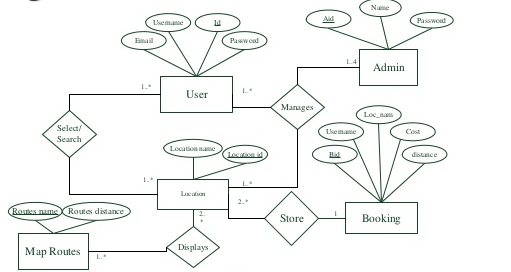 Name
Aid
Password
Username
Id
Email
Password
1..4
Admin
1..*
1..*
User
Manages
Loc_nam
Username
Cost
Select/
Search
Location name
Location id
Bid
distance
1..*
1..*
Location
2..*
Routes name
Routes distance
2..
*
Store
1
Booking
Map Routes
1..*
Displays